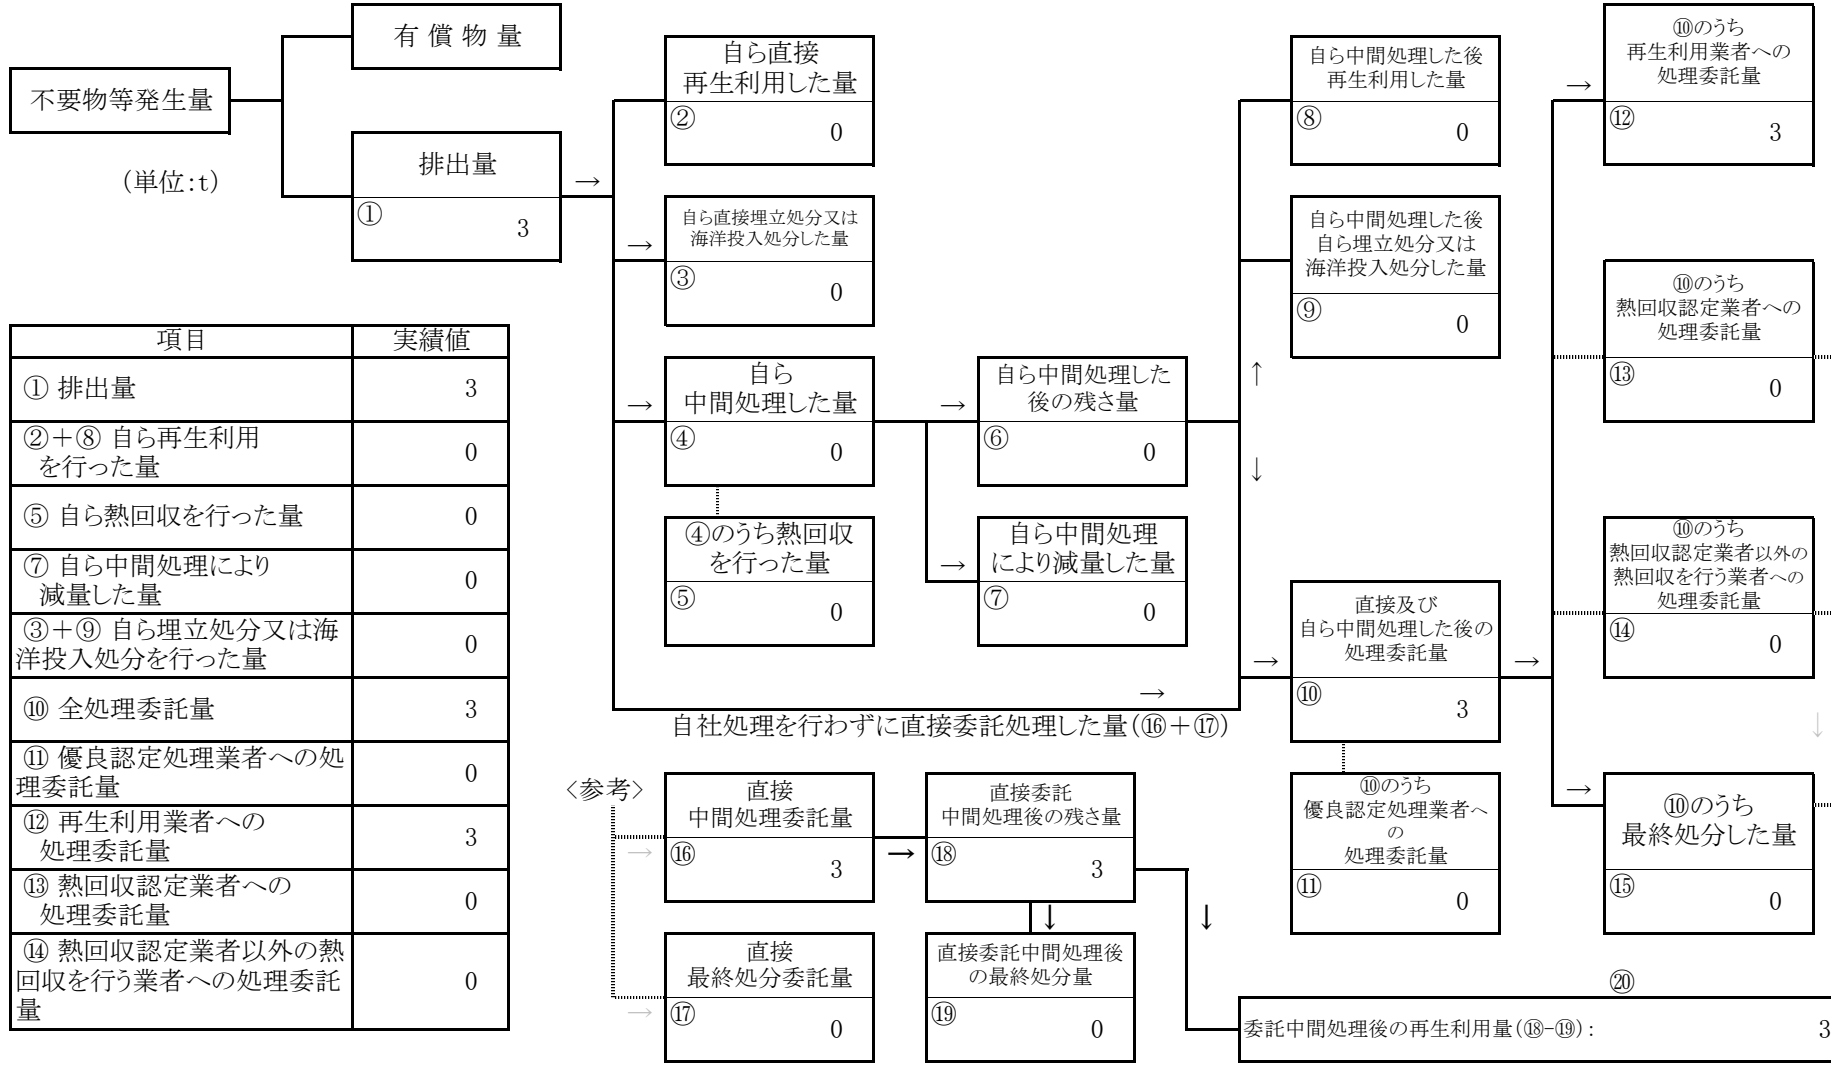 有 償 物 量
不要物等発生量
(単位:t)
排出量
①
3
→
自ら直接
再生利用した量
②
0
→
自ら直接埋立処分又は
海洋投入処分した量
③
0
→
自ら
中間処理した量
④
0
④のうち熱回収
を行った量
⑤
0
→
自ら中間処理した
後の残さ量
⑥
0
→
自ら中間処理
により減量した量
⑦
0
↑
↓
自ら中間処理した後
再生利用した量
⑧
0
自ら中間処理した後
自ら埋立処分又は
海洋投入処分した量
⑨
0
→
直接及び
自ら中間処理した後の
処理委託量
⑩
3
→
⑩のうち
優良認定処理業者へ
の
処理委託量
⑪
0
→
⑩のうち
再生利用業者への
処理委託量
⑫
3
⑩のうち
熱回収認定業者への
処理委託量
⑬
0
⑩のうち
熱回収認定業者以外の
熱回収を行う業者への
処理委託量
⑭
0
↓
→
⑩のうち
最終処分した量
⑮
0
→
自社処理を行わずに直接委託処理した量(⑯+⑰)
〈参考〉
→
直接
中間処理委託量
⑯
3
→
直接委託
中間処理後の残さ量
⑱
3
↓
↓
→
直接
最終処分委託量
⑰
0
直接委託中間処理後
の最終処分量
⑲
0
⑳
委託中間処理後の再生利用量(⑱-⑲):
3
項目 実績値
① 排出量 3
②+⑧ 自ら再生利用
を行った量 0
⑤ 自ら熱回収を行った量 0
⑦ 自ら中間処理により
減量した量 0
③+⑨ 自ら埋立処分又は海
洋投入処分を行った量 0
⑩ 全処理委託量 3
⑪ 優良認定処理業者への処
理委託量 0
⑫ 再生利用業者への
処理委託量 3
⑬ 熱回収認定業者への
処理委託量 0
⑭ 熱回収認定業者以外の熱
回収を行う業者への処理委託
量 0